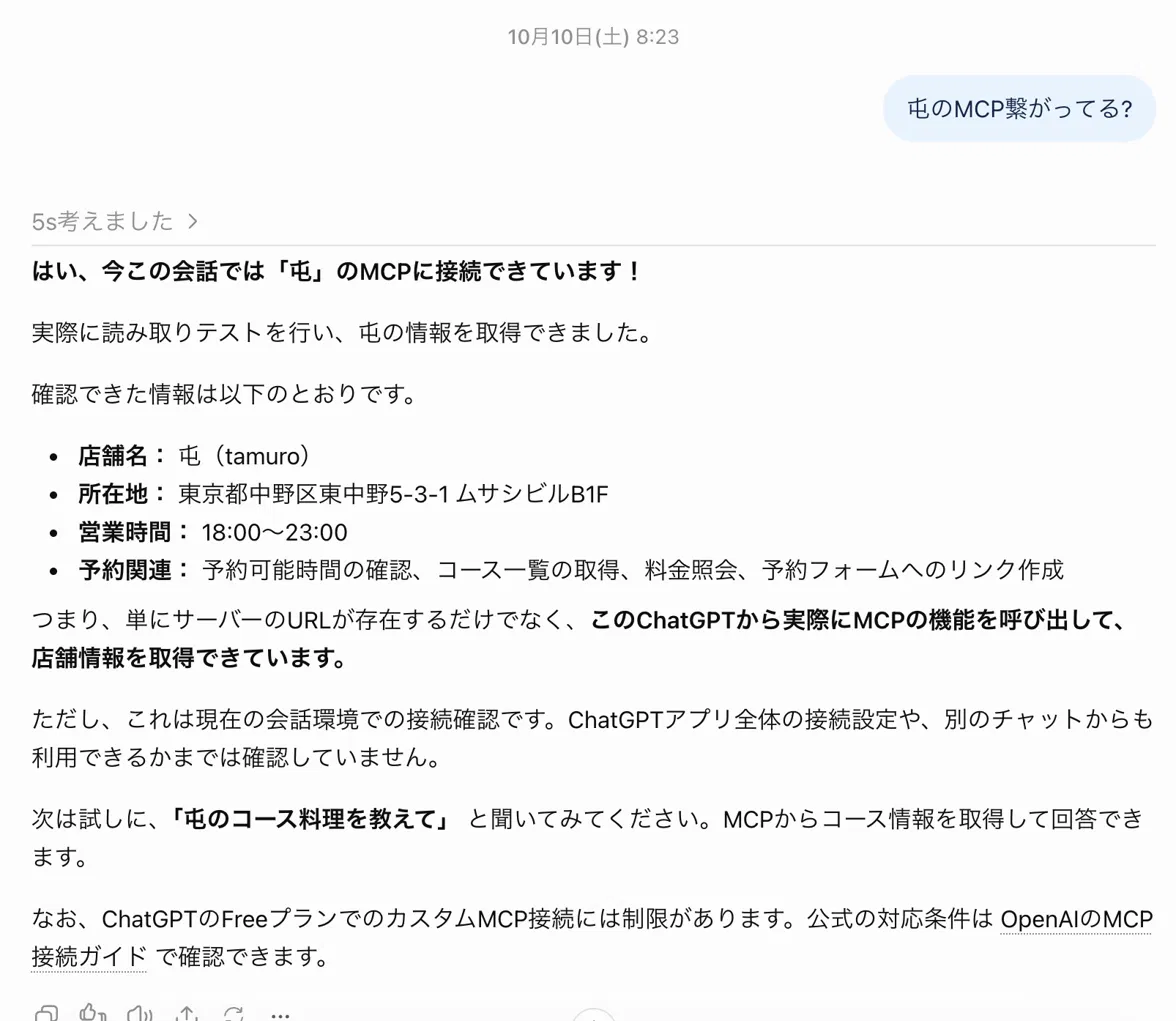 10月10日(土) 8:23
屯のMCP繋がってる?
5s考えました
はい、今この会話では「屯」のMCPに接続できています！
実際に読み取りテストを行い、屯の情報を取得できました。
確認できた情報は以下のとおりです。
• 店舗名： 屯（tamuro）
• 所在地： 東京都中野区東中野5-3-1 ムサシビルB1F
• 営業時間： 18:00〜23:00
• 予約関連： 予約可能時間の確認、コース一覧の取得、料金照会、予約フォームへのリンク作成
つまり、単にサーバーのURLが存在するだけでなく、このChatGPTから実際にMCPの機能を呼び出して、
店舗情報を取得できています。
ただし、これは現在の会話環境での接続確認です。ChatGPTアプリ全体の接続設定や、別のチャットからも
利用できるかまでは確認していません。
次は試しに、「屯のコース料理を教えて」 と聞いてみてください。MCPからコース情報を取得して回答でき
ます。
なお、ChatGPTのFreeプランでのカスタムMCP接続には制限があります。公式の対応条件は OpenAIのMCP
接続ガイド で確認できます。